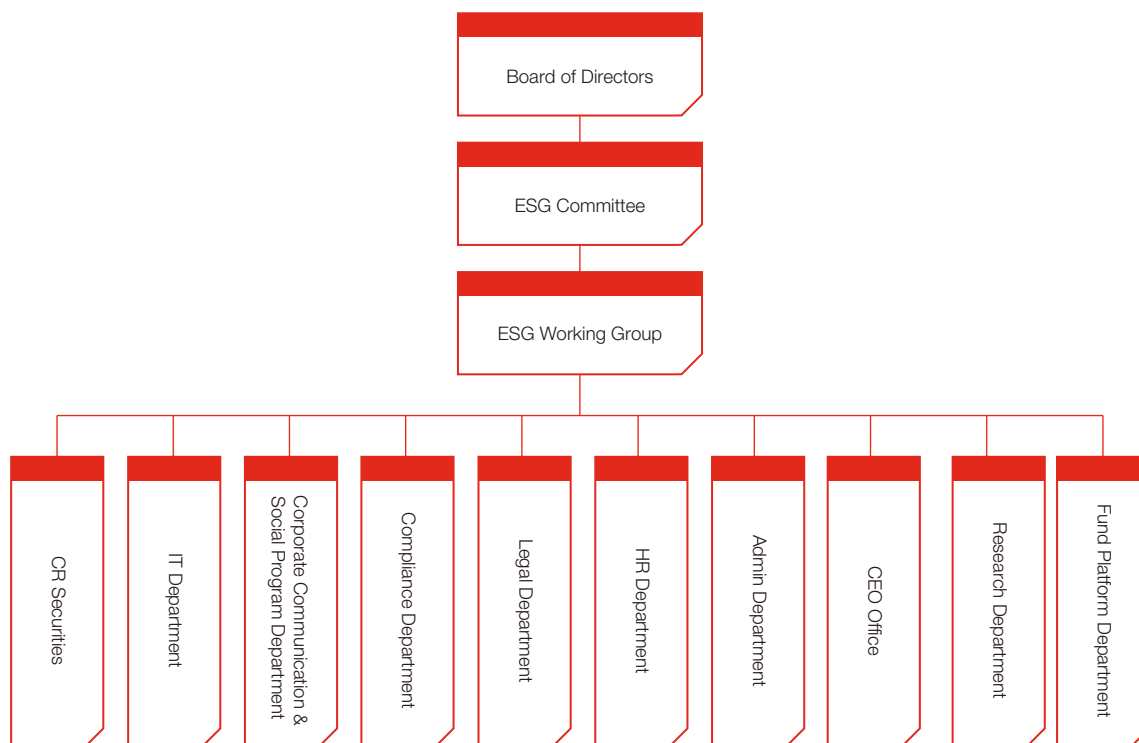 Board of Directors
ESG Committee
ESG Working Group
CR Securities
IT Department
Corporate Communication &
Social Program Department
Compliance Department
Legal Department
HR Department
Admin Department
CEO Office
Research Department
Fund Platform Department